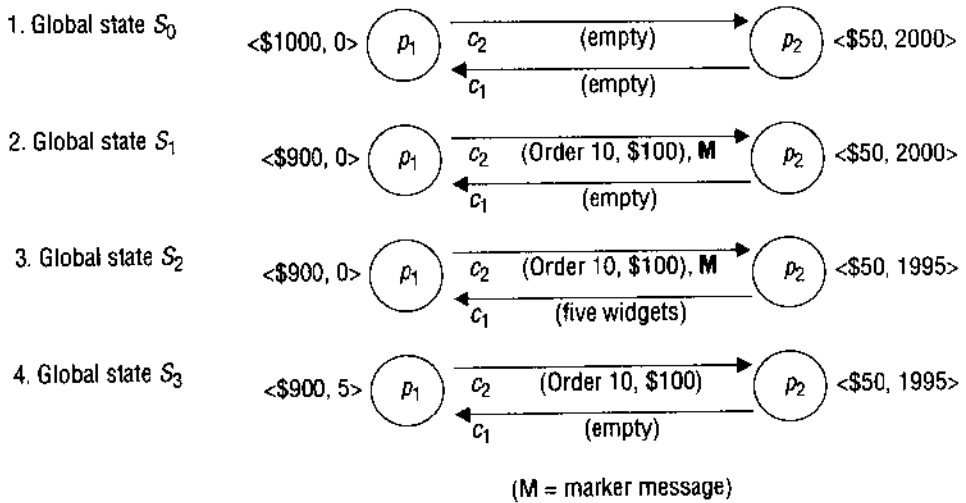 1. Global state S0
<$1000, 0> p1 c2 (empty) p2 <$50, 2000>
c1 (empty)
2. Global state S1
<$900, 0> p1 c2 (Order 10, $100), M p2 <$50, 2000>
c1 (empty)
3. Global state S2
<$900, 0> p1 c2 (Order 10, $100), M p2 <$50, 1995>
c1 (five widgets)
4. Global state S3
<$900, 5> p1 c2 (Order 10, $100) p2 <$50, 1995>
c1 (empty)
(M = marker message)